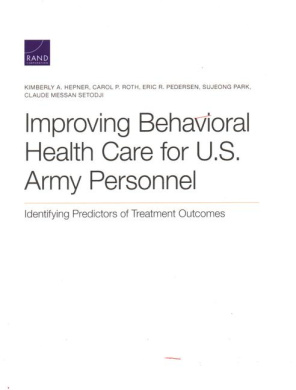 RAND
CORPORATION
KIMBERLY A. HEPNER, CAROL P. ROTH, ERIC R. PEDERSEN, SUJEONG PARK,
CLAUDE MESSAN SETODJI
Improving Behavioral
Health Care for U.S.
Army Personnel
Identifying Predictors of Treatment Outcomes